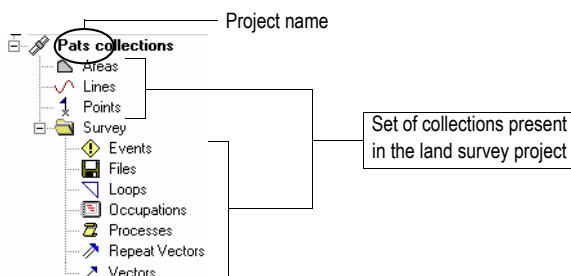 Project name
Pats collections
Areas
Lines
Points
Survey
Events
Files
Loops
Occupations
Processes
Repeat Vectors
Vectors
Set of collections present
in the land survey project